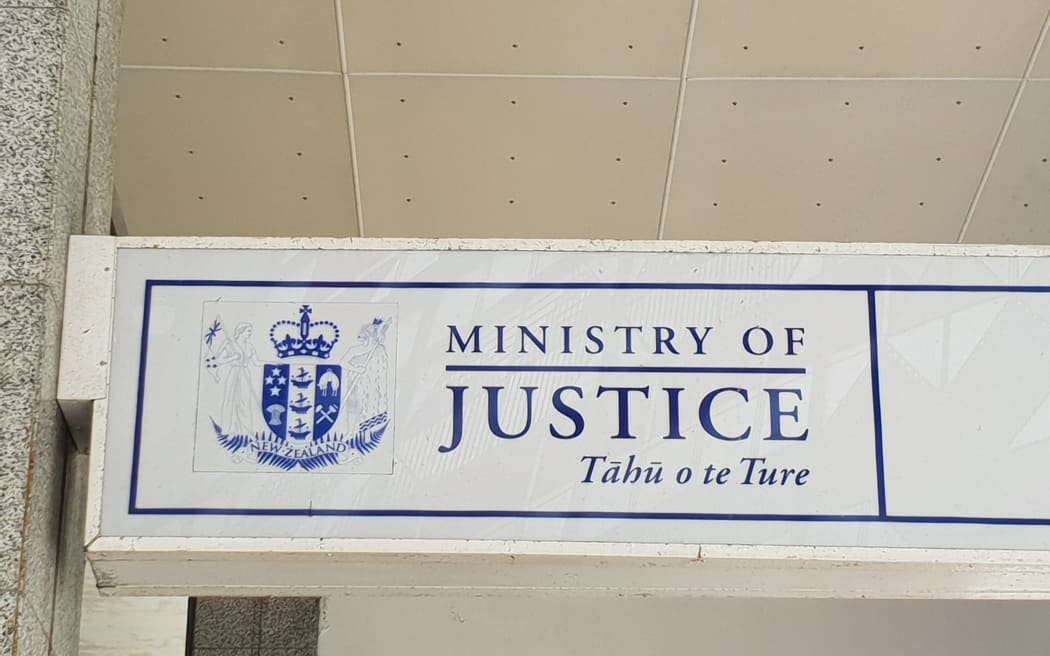 MINISTRY OF
JUSTICE
Tāhū o te Ture
NEW ZEALAND